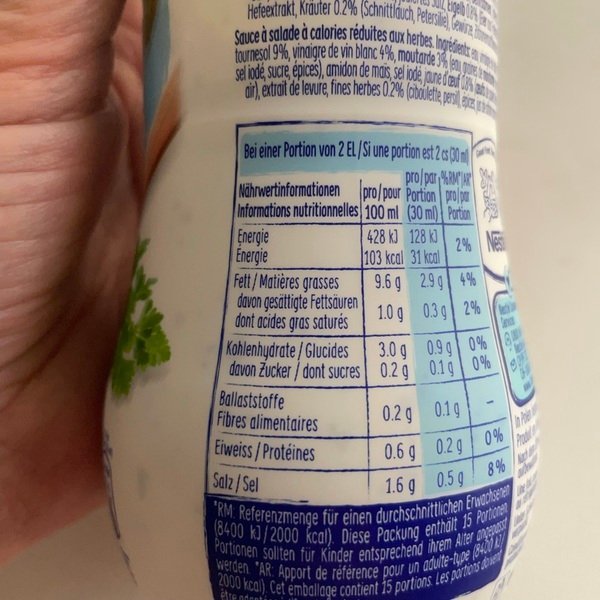 Hefeextrakt, Kräuter 0.2% (Schnittlauch, Petersilie), Gewürze,
Sauce à salade à calories réduites aux herbes. Ingrédients:
tournesol 9%, vinaigre de vin blanc 4%, moutarde 3%
sel iodé, sucre, épices), amidon de maïs, sel iodé, jaune d'œuf
air), extrait de levure, fines herbes 0.2% (ciboulette, persil),
Bei einer Portion von 2 EL/Si une portion est 2 cs (30 ml)
Nährwertinformationen
Informations nutritionnelles
pro/pour
100 ml
pro/par
Portion
(30 ml)
%RM*/AR*
pro/par
Portion
Energie 428 kJ 128 kJ 2%
Énergie 103 kcal 31 kcal
Fett / Matières grasses 9.6 g 2.9 g 4%
davon gesättigte Fettsäuren
dont acides gras saturés 1.0 g 0.3 g 2%
Kohlenhydrate / Glucides 3.0 g 0.9 g 0%
davon Zucker / dont sucres 0.2 g 0.1 g 0%
Ballaststoffe
Fibres alimentaires 0.2 g 0.1 g –
Eiweiss / Protéines 0.6 g 0.2 g 0%
Salz / Sel 1.6 g 0.5 g 8%
*RM: Referenzmenge für einen durchschnittlichen Erwachsenen
(8400 kJ/2000 kcal). Diese Packung enthält 15 Portionen.
Portionen sollten für Kinder entsprechend ihrem Alter angepasst
werden. *AR: Apport de référence pour un adulte-type (8400 kJ/
2000 kcal). Cet emballage contient 15 portions. Les portions doivent